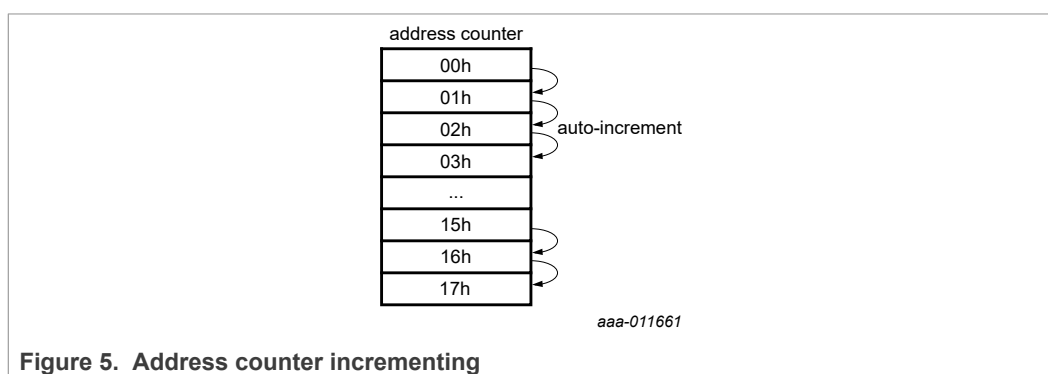 address counter
00h
01h
02h
auto-increment
03h
...
15h
16h
17h
aaa-011661
Figure 5. Address counter incrementing